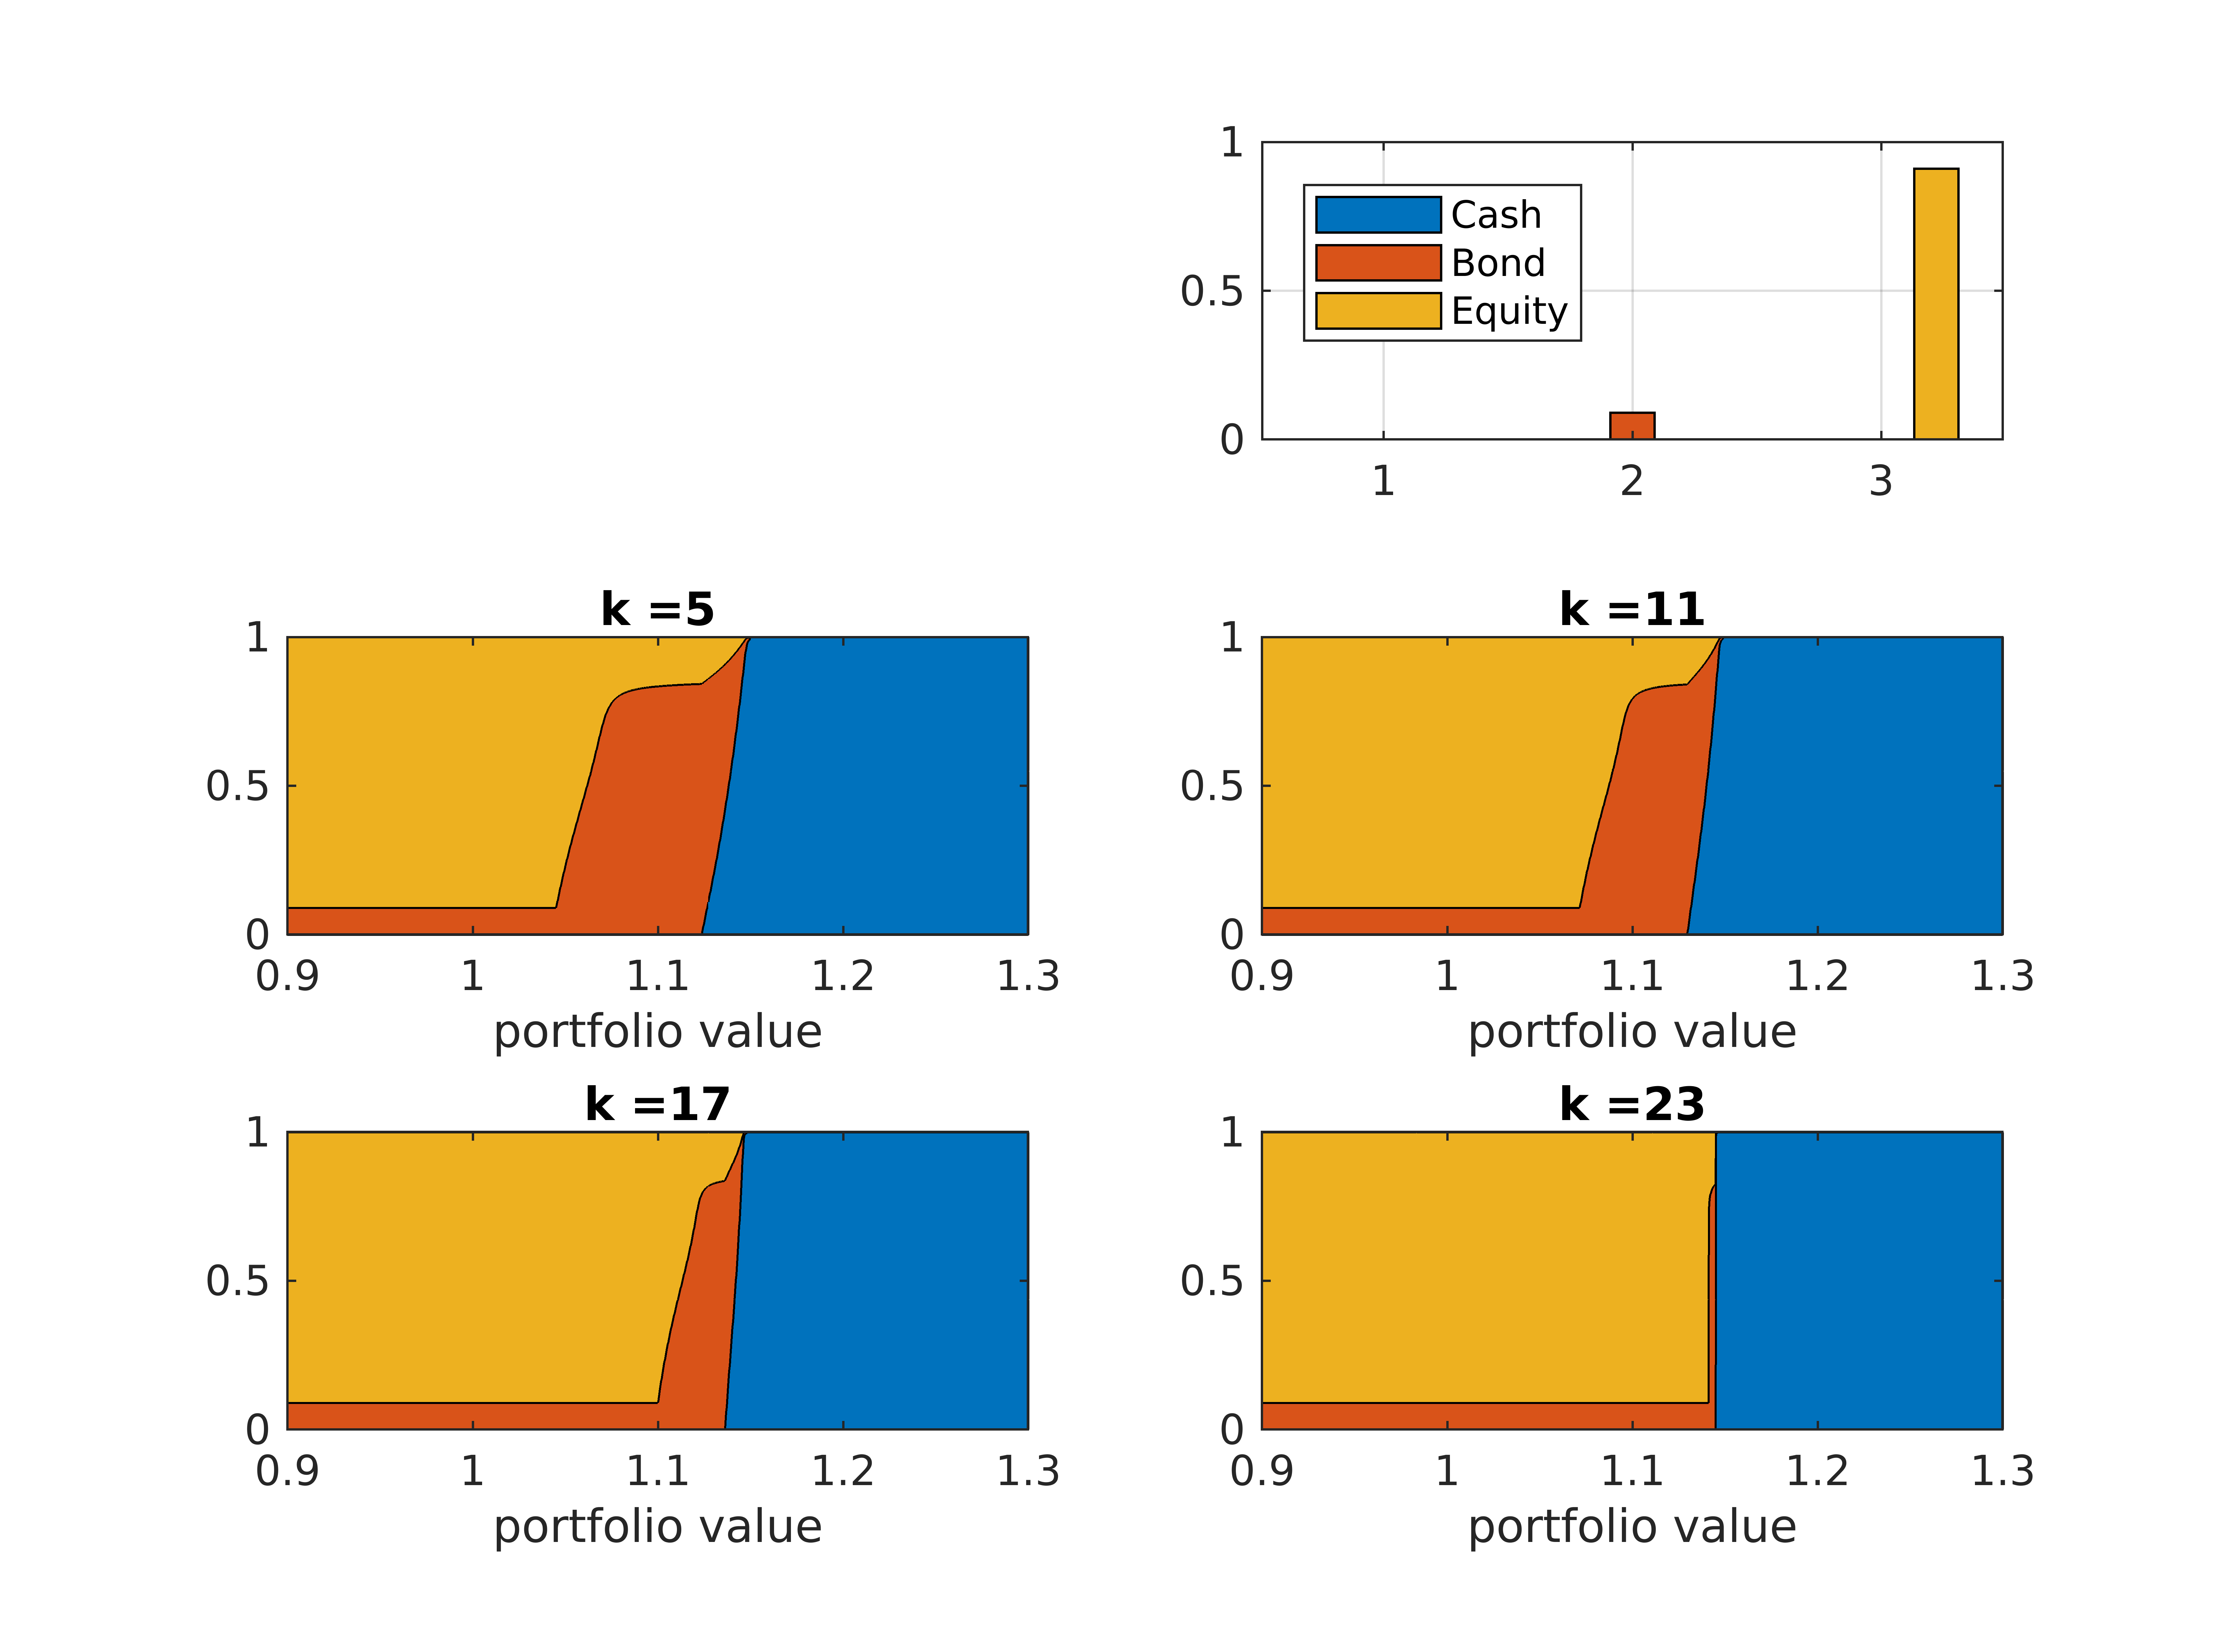 1
0.5
0
1 2 3
Cash
Bond
Equity
k =5
1
0.5
0
0.9 1 1.1 1.2 1.3
portfolio value
k =11
1
0.5
0
0.9 1 1.1 1.2 1.3
portfolio value
k =17
1
0.5
0
0.9 1 1.1 1.2 1.3
portfolio value
k =23
1
0.5
0
0.9 1 1.1 1.2 1.3
portfolio value